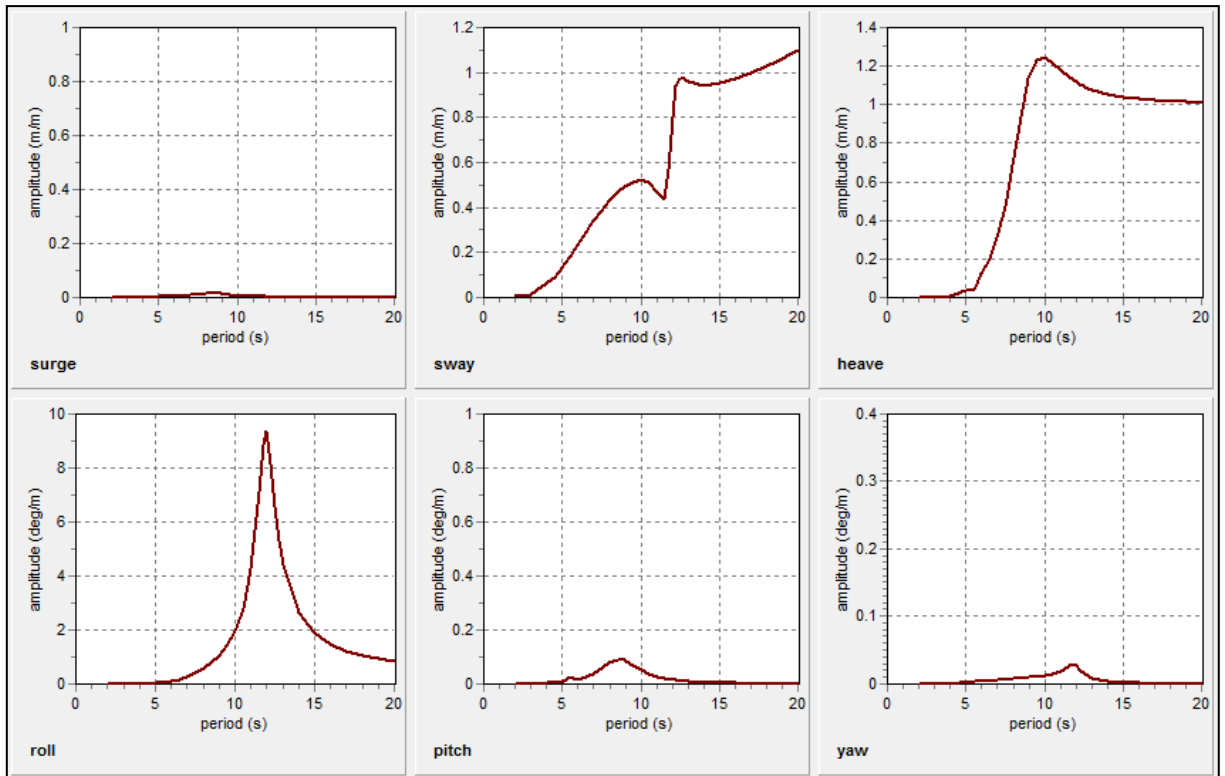 1
0.8
0.6
0.4
0.2
0
amplitude (m/m)
0 5 10 15 20
period (s)
surge
1.2
1
0.8
0.6
0.4
0.2
0
amplitude (m/m)
0 5 10 15 20
period (s)
sway
1.4
1.2
1
0.8
0.6
0.4
0.2
0
amplitude (m/m)
0 5 10 15 20
period (s)
heave
10
8
6
4
2
0
amplitude (deg/m)
0 5 10 15 20
period (s)
roll
1
0.8
0.6
0.4
0.2
0
amplitude (deg/m)
0 5 10 15 20
period (s)
pitch
0.4
0.3
0.2
0.1
0
amplitude (deg/m)
0 5 10 15 20
period (s)
yaw